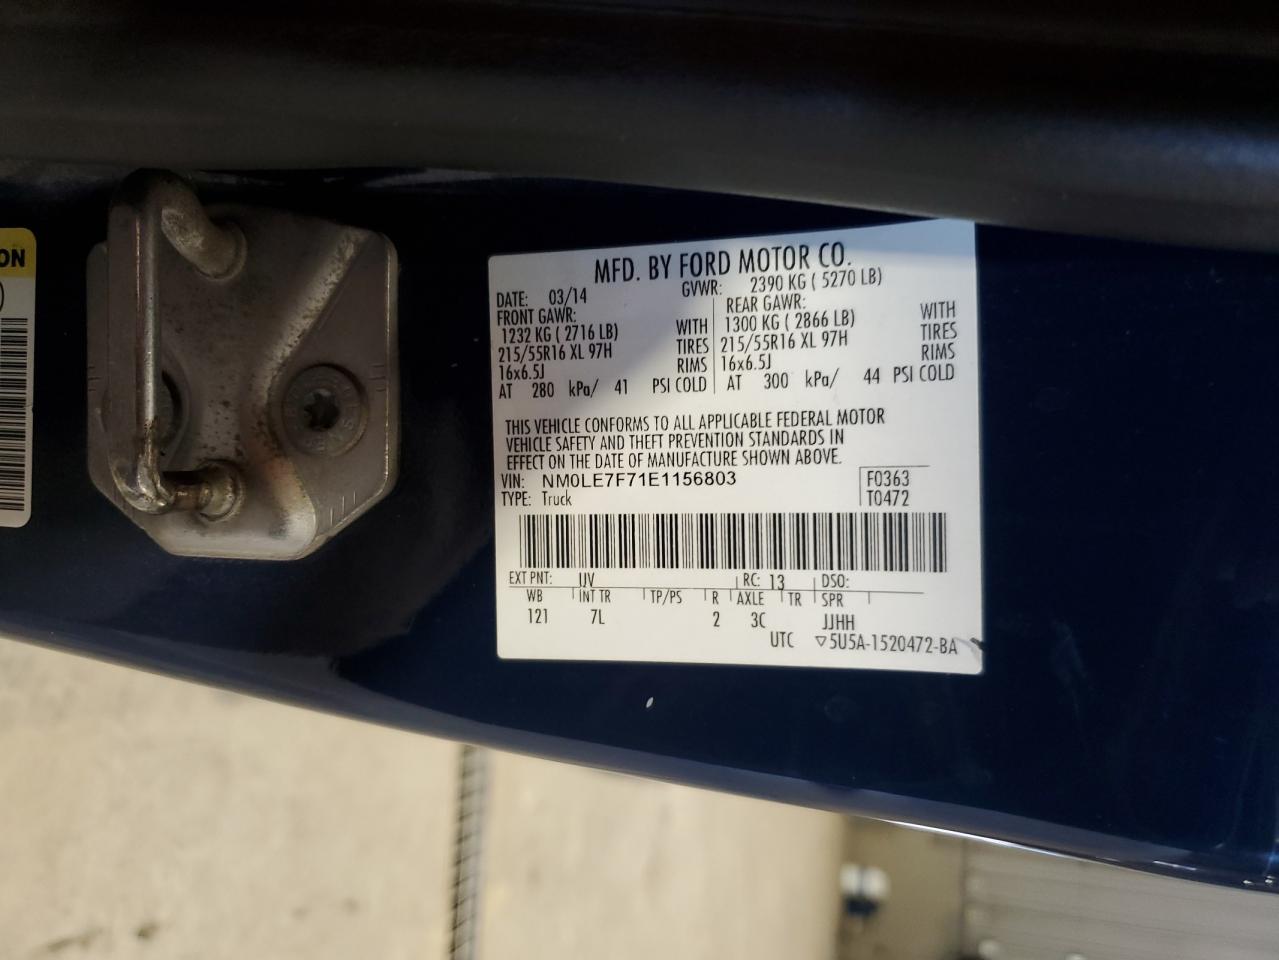 ON
)
MFD. BY FORD MOTOR CO.
DATE: 03/14 GVWR: 2390 KG ( 5270 LB)
FRONT GAWR: REAR GAWR:
1232 KG ( 2716 LB) WITH 1300 KG ( 2866 LB) WITH
215/55R16 XL 97H TIRES 215/55R16 XL 97H TIRES
16x6.5J RIMS 16x6.5J RIMS
AT 280 kPa/ 41 PSI COLD AT 300 kPa/ 44 PSI COLD
THIS VEHICLE CONFORMS TO ALL APPLICABLE FEDERAL MOTOR
VEHICLE SAFETY AND THEFT PREVENTION STANDARDS IN
EFFECT ON THE DATE OF MANUFACTURE SHOWN ABOVE.
VIN: NM0LE7F71E1156803 F0363
TYPE: Truck T0472
EXT PNT: UV RC: 13 DSO:
WB INT TR TP/PS R AXLE TR SPR
121 7L 2 3C JJHH
UTC ▽5U5A-1520472-BA